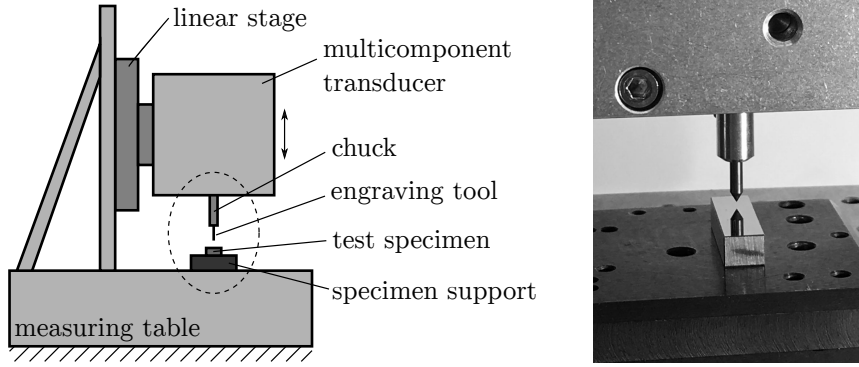 linear stage
multicomponent
transducer
chuck
engraving tool
test specimen
specimen support
measuring table